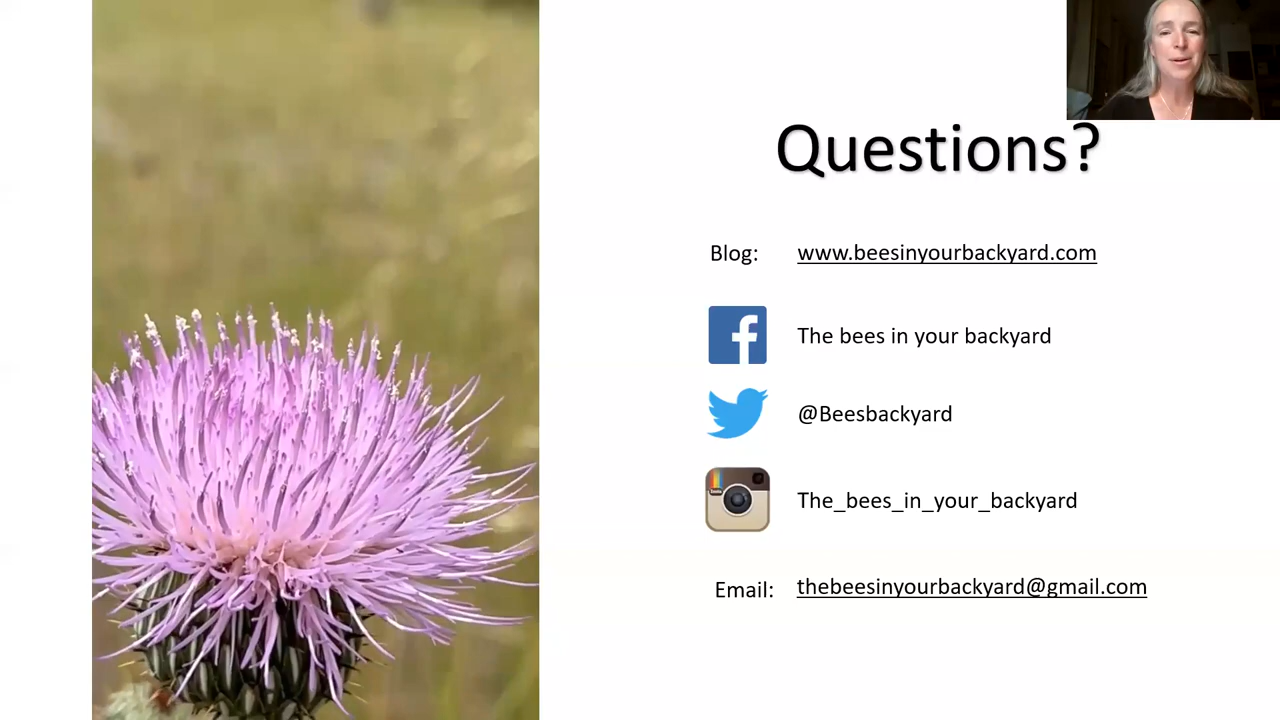 Questions?
Blog: www.beesinyourbackyard.com
The bees in your backyard
@Beesbackyard
The_bees_in_your_backyard
Email: thebeesinyourbackyard@gmail.com